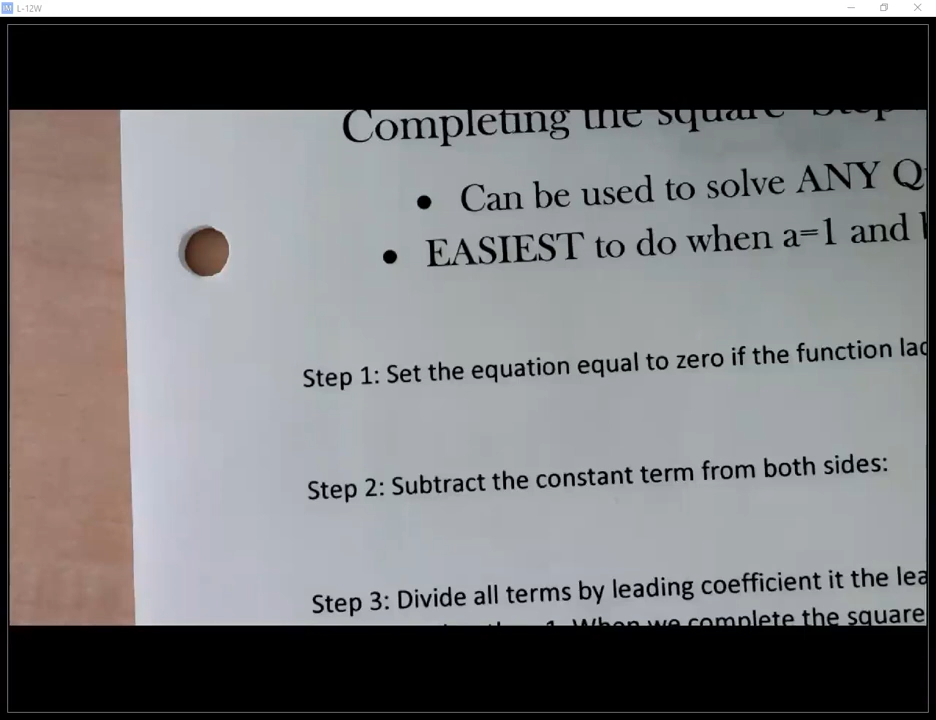 L-12W
Completing the square
• Can be used to solve ANY
• EASIEST to do when a=1 and
Step 1: Set the equation equal to zero if the function
Step 2: Subtract the constant term from both sides:
Step 3: Divide all terms by leading coefficient it the
1. When we complete the square